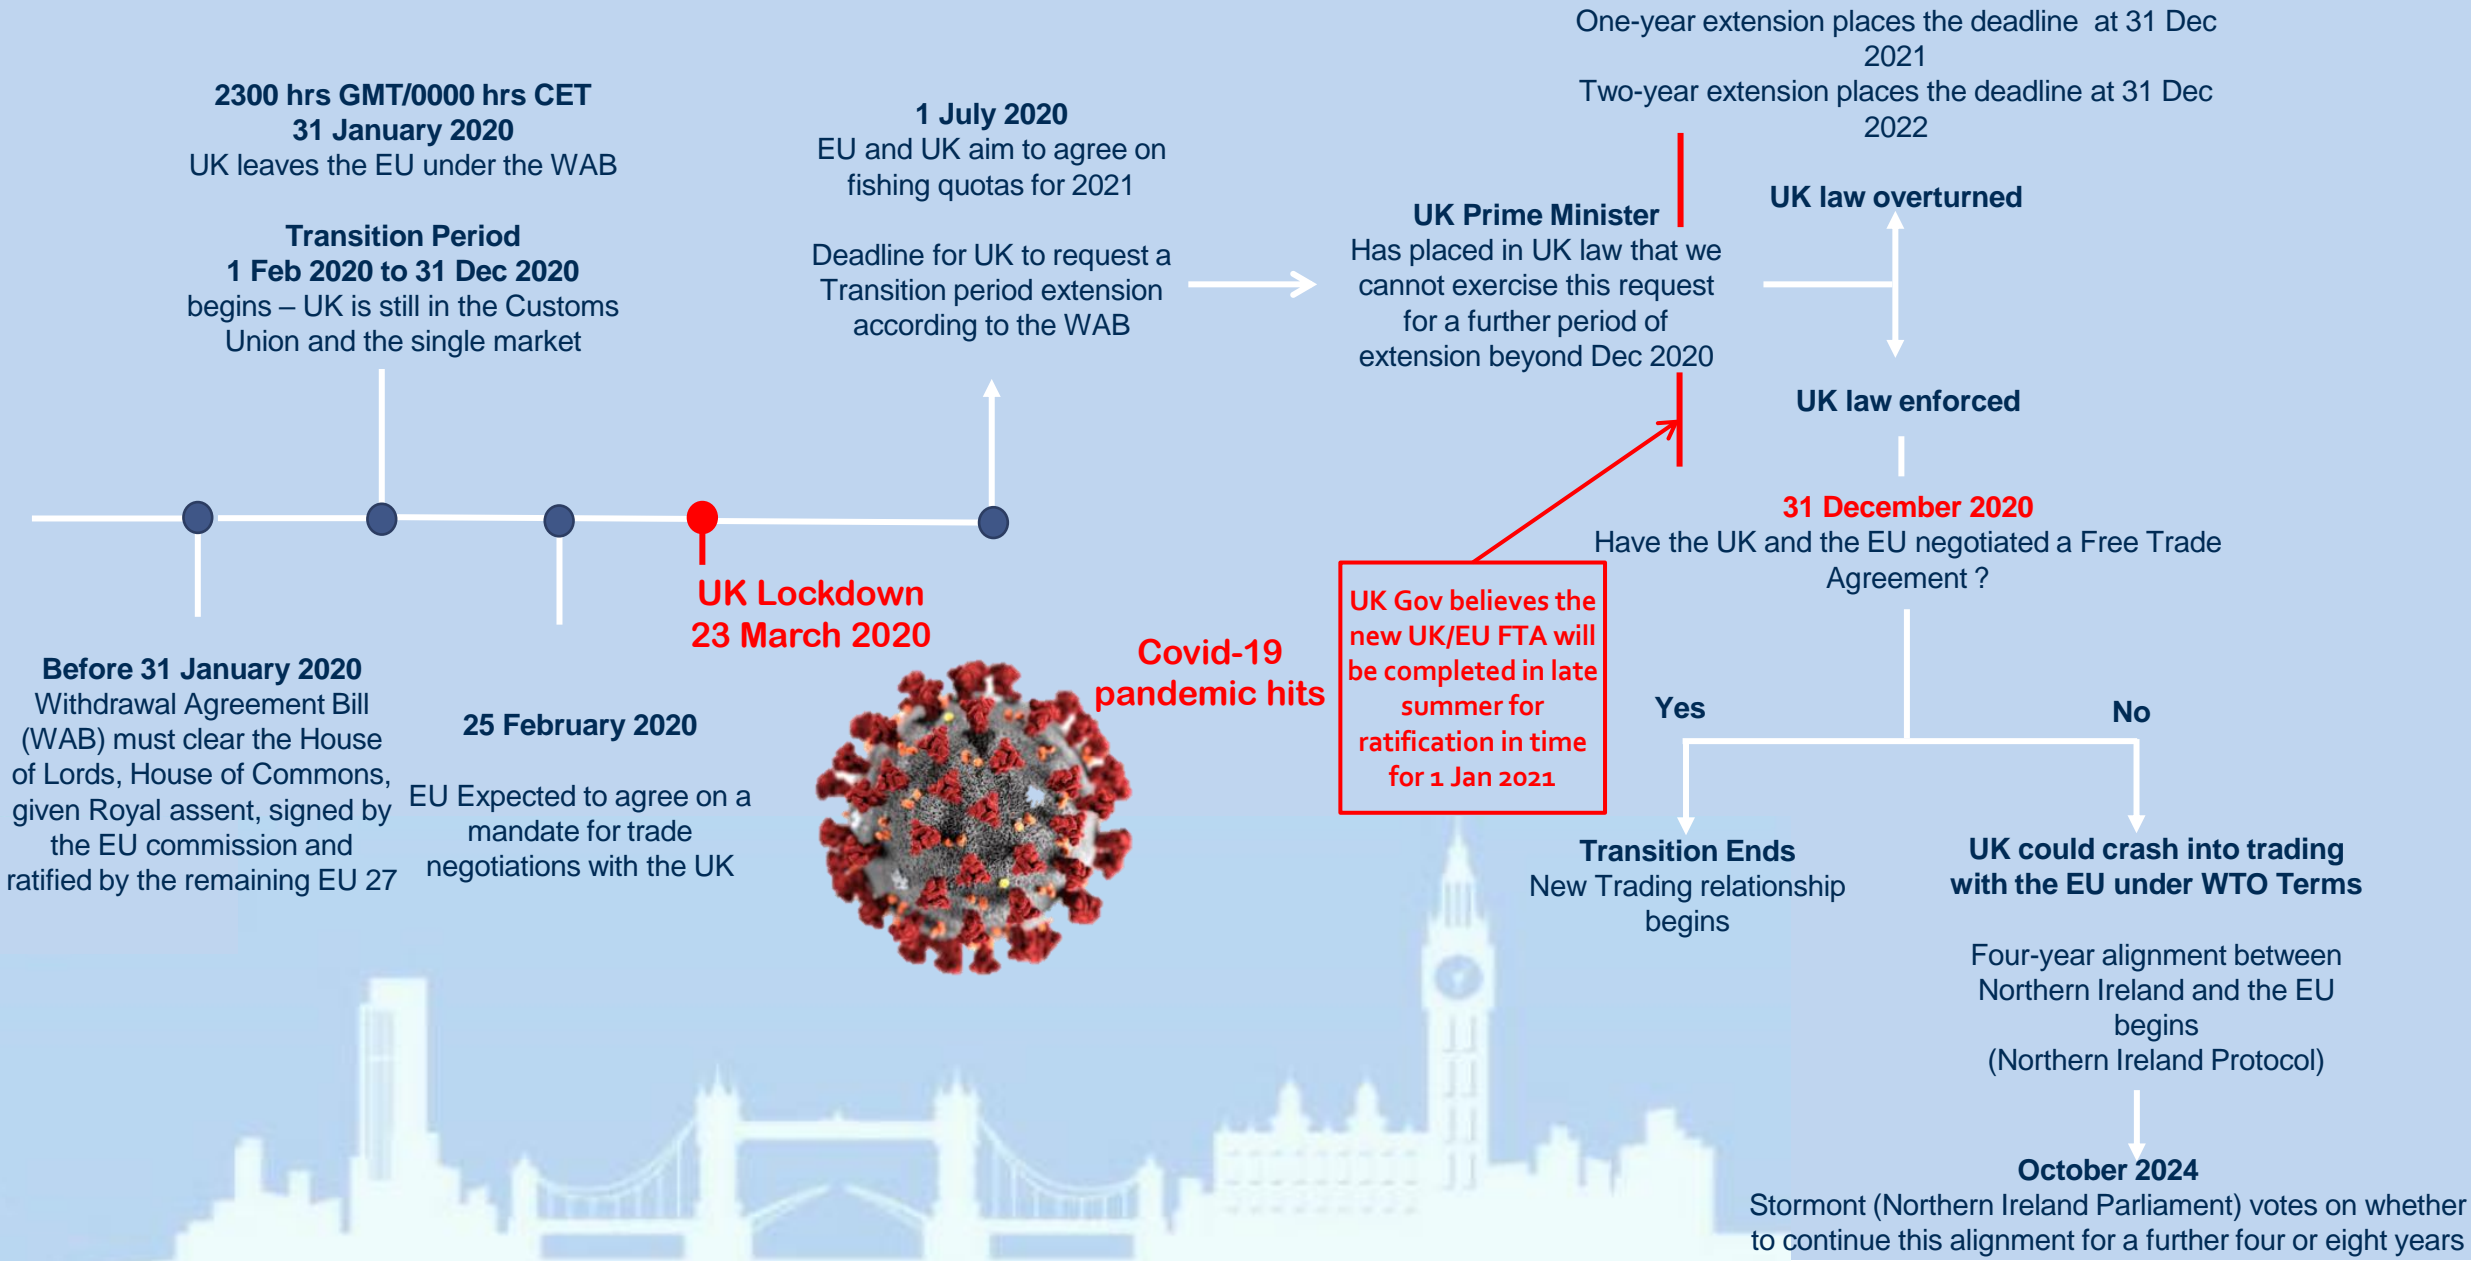 2300 hrs GMT/0000 hrs CET
31 January 2020
UK leaves the EU under the WAB
Transition Period
1 Feb 2020 to 31 Dec 2020
begins – UK is still in the Customs
Union and the single market
Before 31 January 2020
Withdrawal Agreement Bill
(WAB) must clear the House
of Lords, House of Commons,
given Royal assent, signed by
the EU commission and
ratified by the remaining EU 27
25 February 2020
EU Expected to agree on a
mandate for trade
negotiations with the UK
UK Lockdown
23 March 2020
Covid-19
pandemic hits
1 July 2020
EU and UK aim to agree on
fishing quotas for 2021
Deadline for UK to request a
Transition period extension
according to the WAB
UK Prime Minister
Has placed in UK law that we
cannot exercise this request
for a further period of
extension beyond Dec 2020
UK Gov believes the
new UK/EU FTA will
be completed in late
summer for
ratification in time
for 1 Jan 2021
One-year extension places the deadline at 31 Dec
2021
Two-year extension places the deadline at 31 Dec
2022
UK law overturned
UK law enforced
31 December 2020
Have the UK and the EU negotiated a Free Trade
Agreement ?
Yes
No
Transition Ends
New Trading relationship
begins
UK could crash into trading
with the EU under WTO Terms
Four-year alignment between
Northern Ireland and the EU
begins
(Northern Ireland Protocol)
October 2024
Stormont (Northern Ireland Parliament) votes on whether
to continue this alignment for a further four or eight years